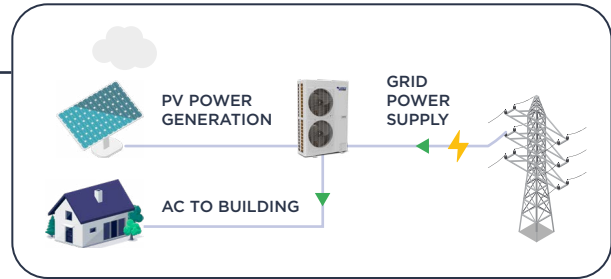 PV POWER
GENERATION
GRID
POWER
SUPPLY
AC TO BUILDING